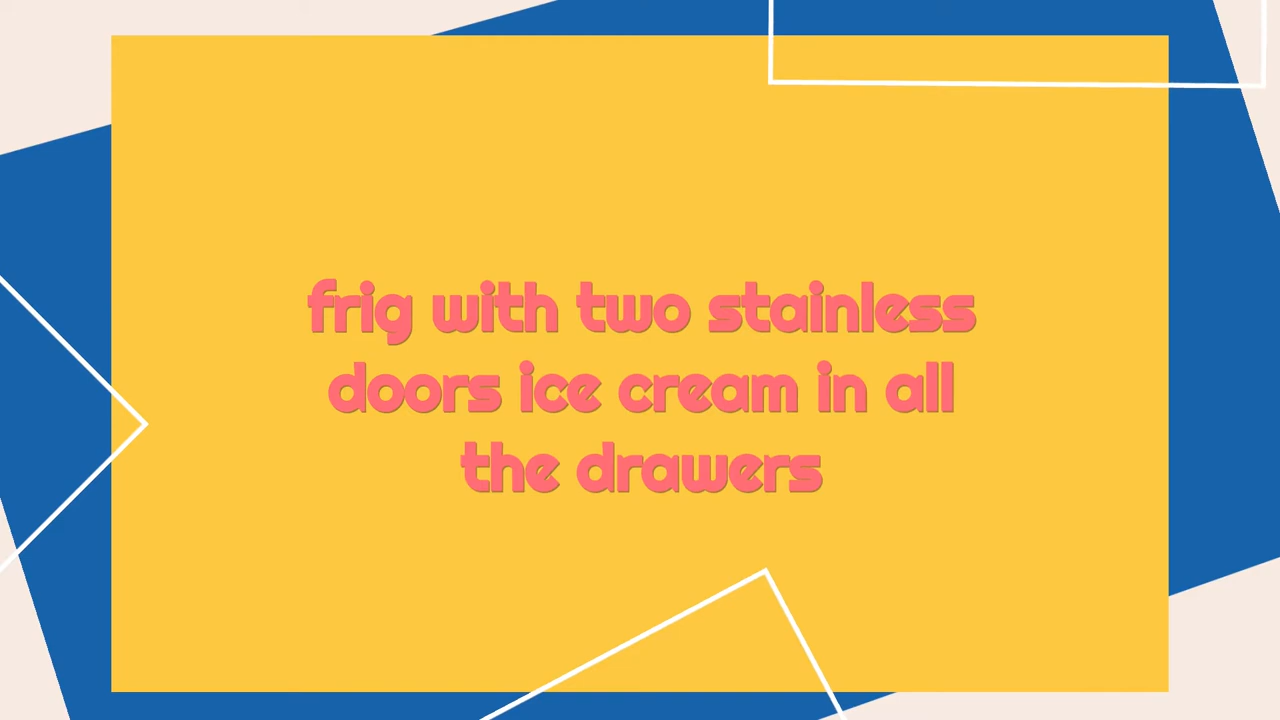 frig with two stainless
doors ice cream in all
the drawers